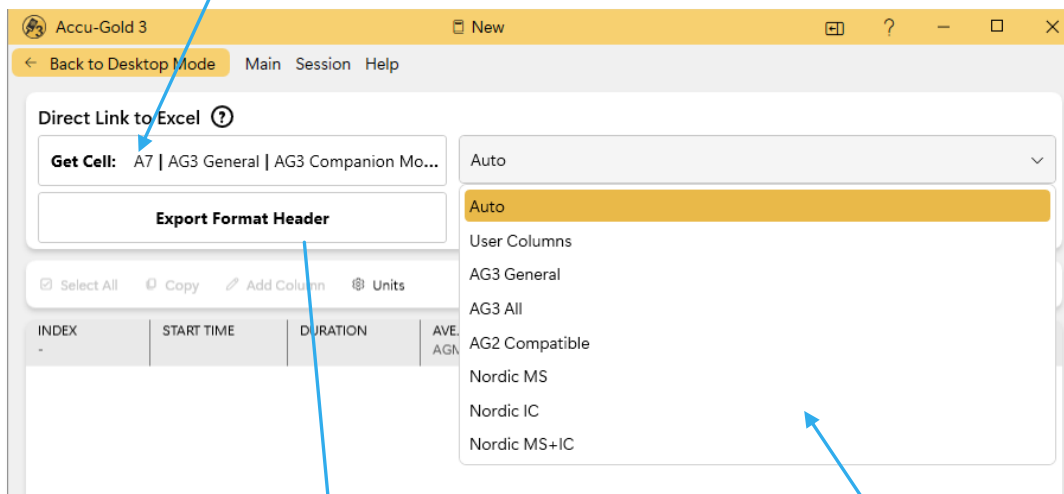 Accu-Gold 3
New
?
Back to Desktop Mode Main Session Help
Direct Link to Excel ?
Get Cell: A7 | AG3 General | AG3 Companion Mo...
Auto
Export Format Header
Auto
User Columns
AG3 General
AG3 All
AG2 Compatible
Nordic MS
Nordic IC
Nordic MS+IC
Select All Copy Add Column Units
INDEX START TIME DURATION AVE.
- AGM